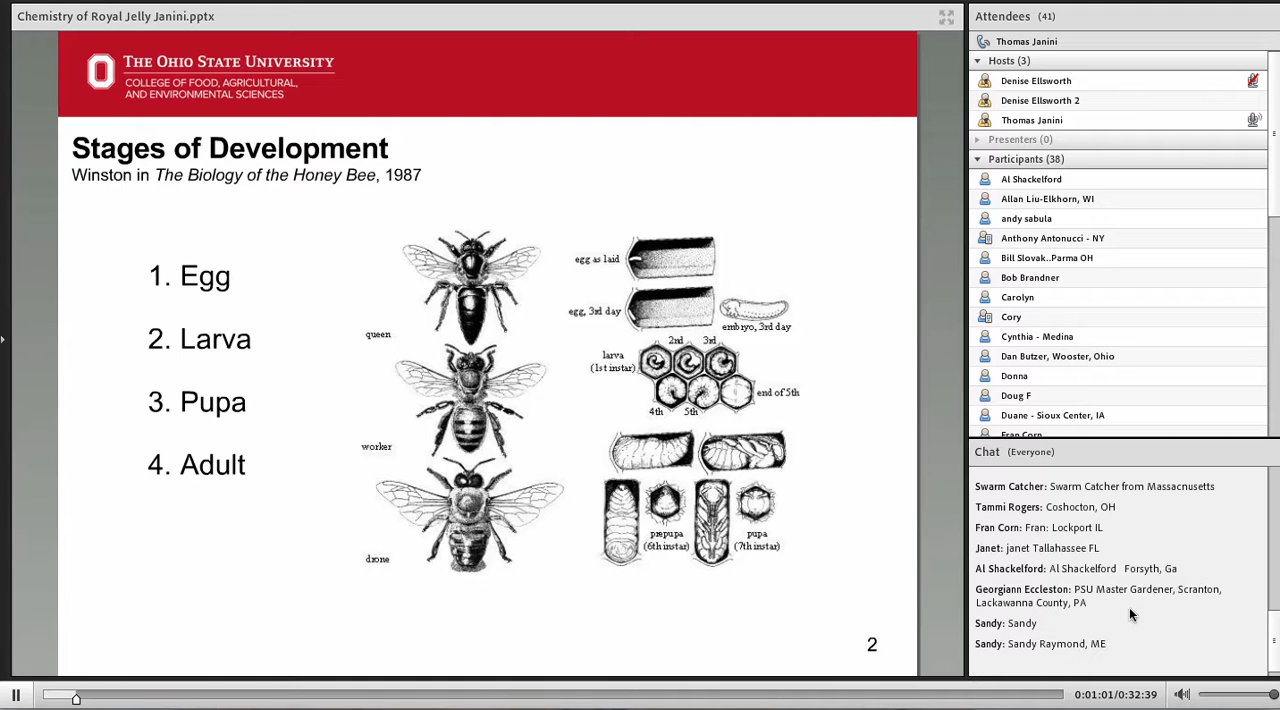 Chemistry of Royal Jelly Janini.pptx
THE OHIO STATE UNIVERSITY
COLLEGE OF FOOD, AGRICULTURAL,
AND ENVIRONMENTAL SCIENCES
Stages of Development
Winston in The Biology of the Honey Bee, 1987
1. Egg
2. Larva
3. Pupa
4. Adult
queen
worker
drone
egg as laid
egg, 3rd day
embryo, 3rd day
2nd 3rd
larva
(1st instar)
end of 5th
4th 5th
prepupa
(6th instar)
pupa
(7th instar)
2
Attendees (41)
Thomas Janini
Hosts (3)
Denise Ellsworth
Denise Ellsworth 2
Thomas Janini
Presenters (0)
Participants (38)
Al Shackelford
Allan Liu-Elkhorn, WI
andy sabula
Anthony Antonucci - NY
Bill Slovak..Parma OH
Bob Brandner
Carolyn
Cory
Cynthia - Medina
Dan Butzer, Wooster, Ohio
Donna
Doug F
Duane - Sioux Center, IA
Fran Corn
Chat (Everyone)
Swarm Catcher: Swarm Catcher from Massacnusetts
Tammi Rogers: Coshocton, OH
Fran Corn: Fran: Lockport IL
Janet: janet Tallahassee FL
Al Shackelford: Al Shackelford Forsyth, Ga
Georgiann Eccleston: PSU Master Gardener, Scranton,
Lackawanna County, PA
Sandy: Sandy
Sandy: Sandy Raymond, ME
0:01:01/0:32:39